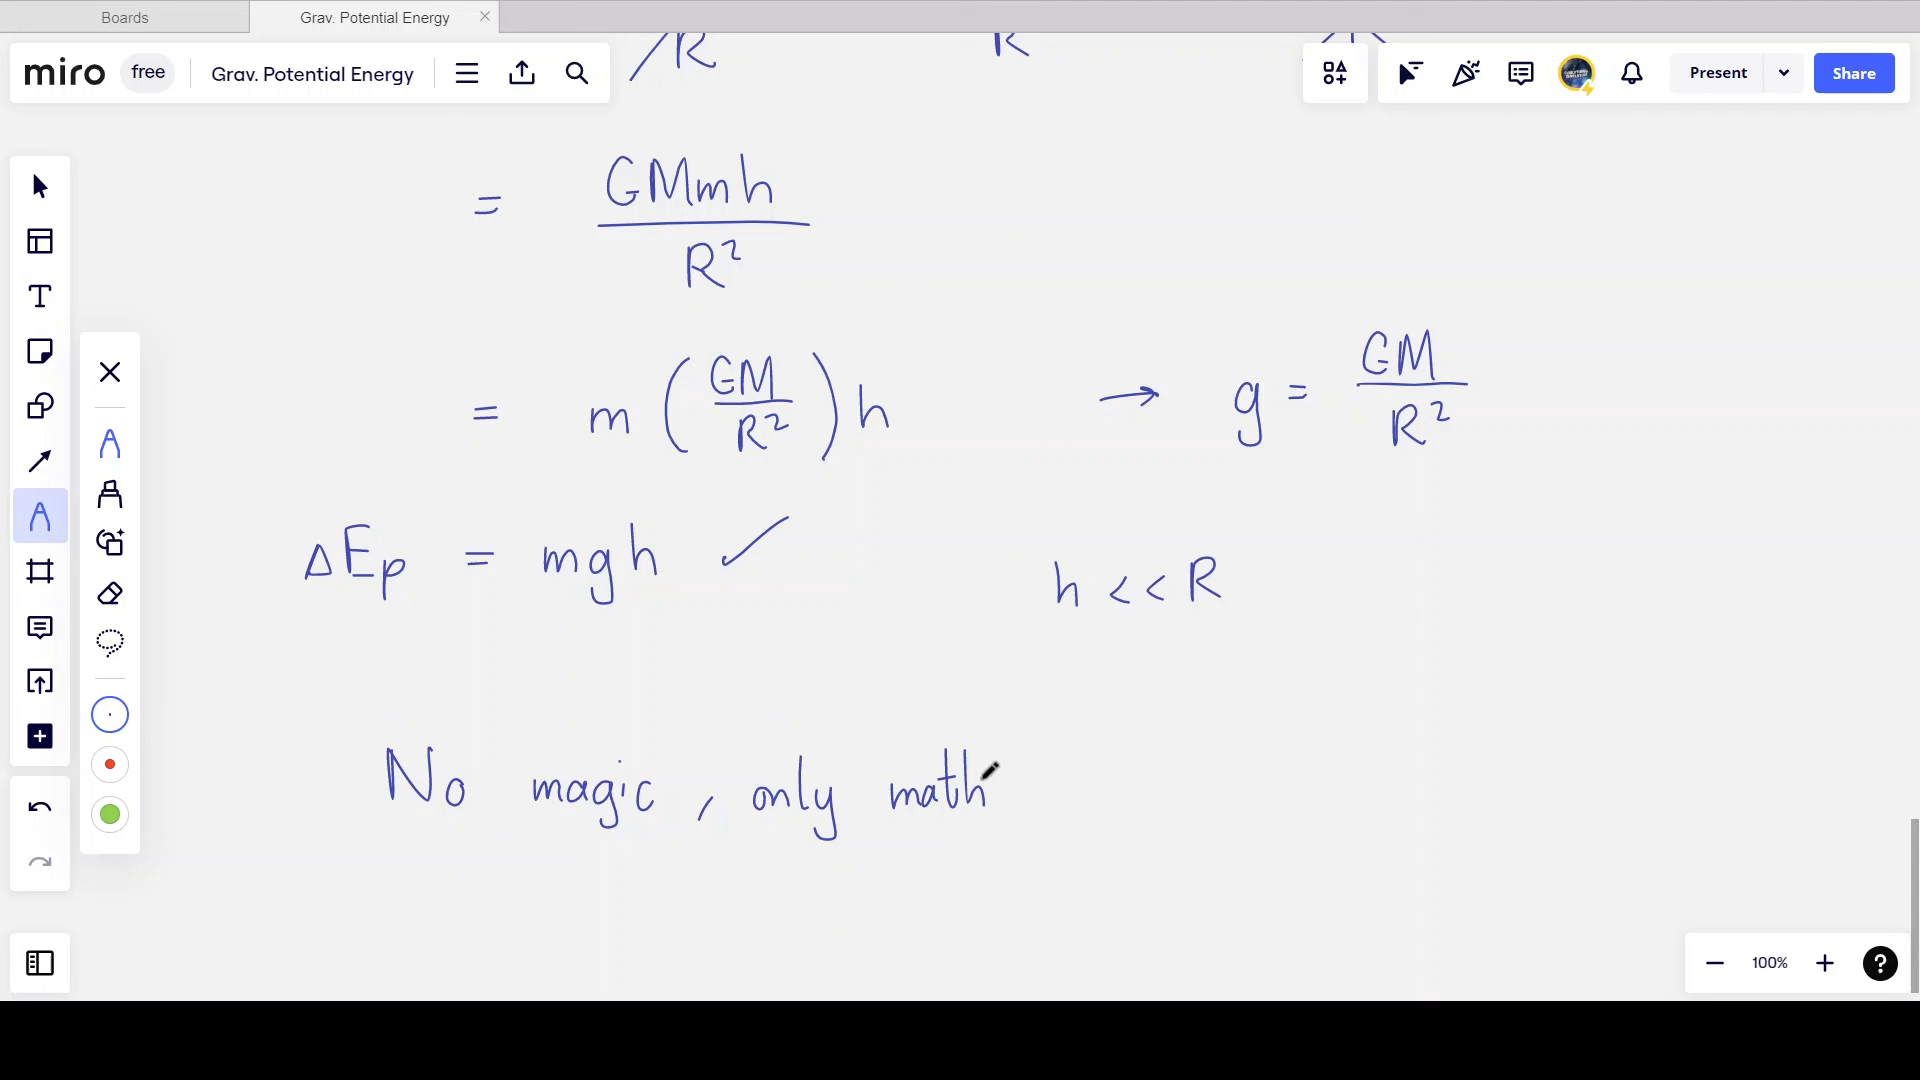 Boards
Grav. Potential Energy
miro free Grav. Potential Energy
Present
Share
R R
= GMmh
R²
= m ( GM / R² ) h → g = GM / R²
ΔEp = mgh ✓ h << R
No magic, only math
100%